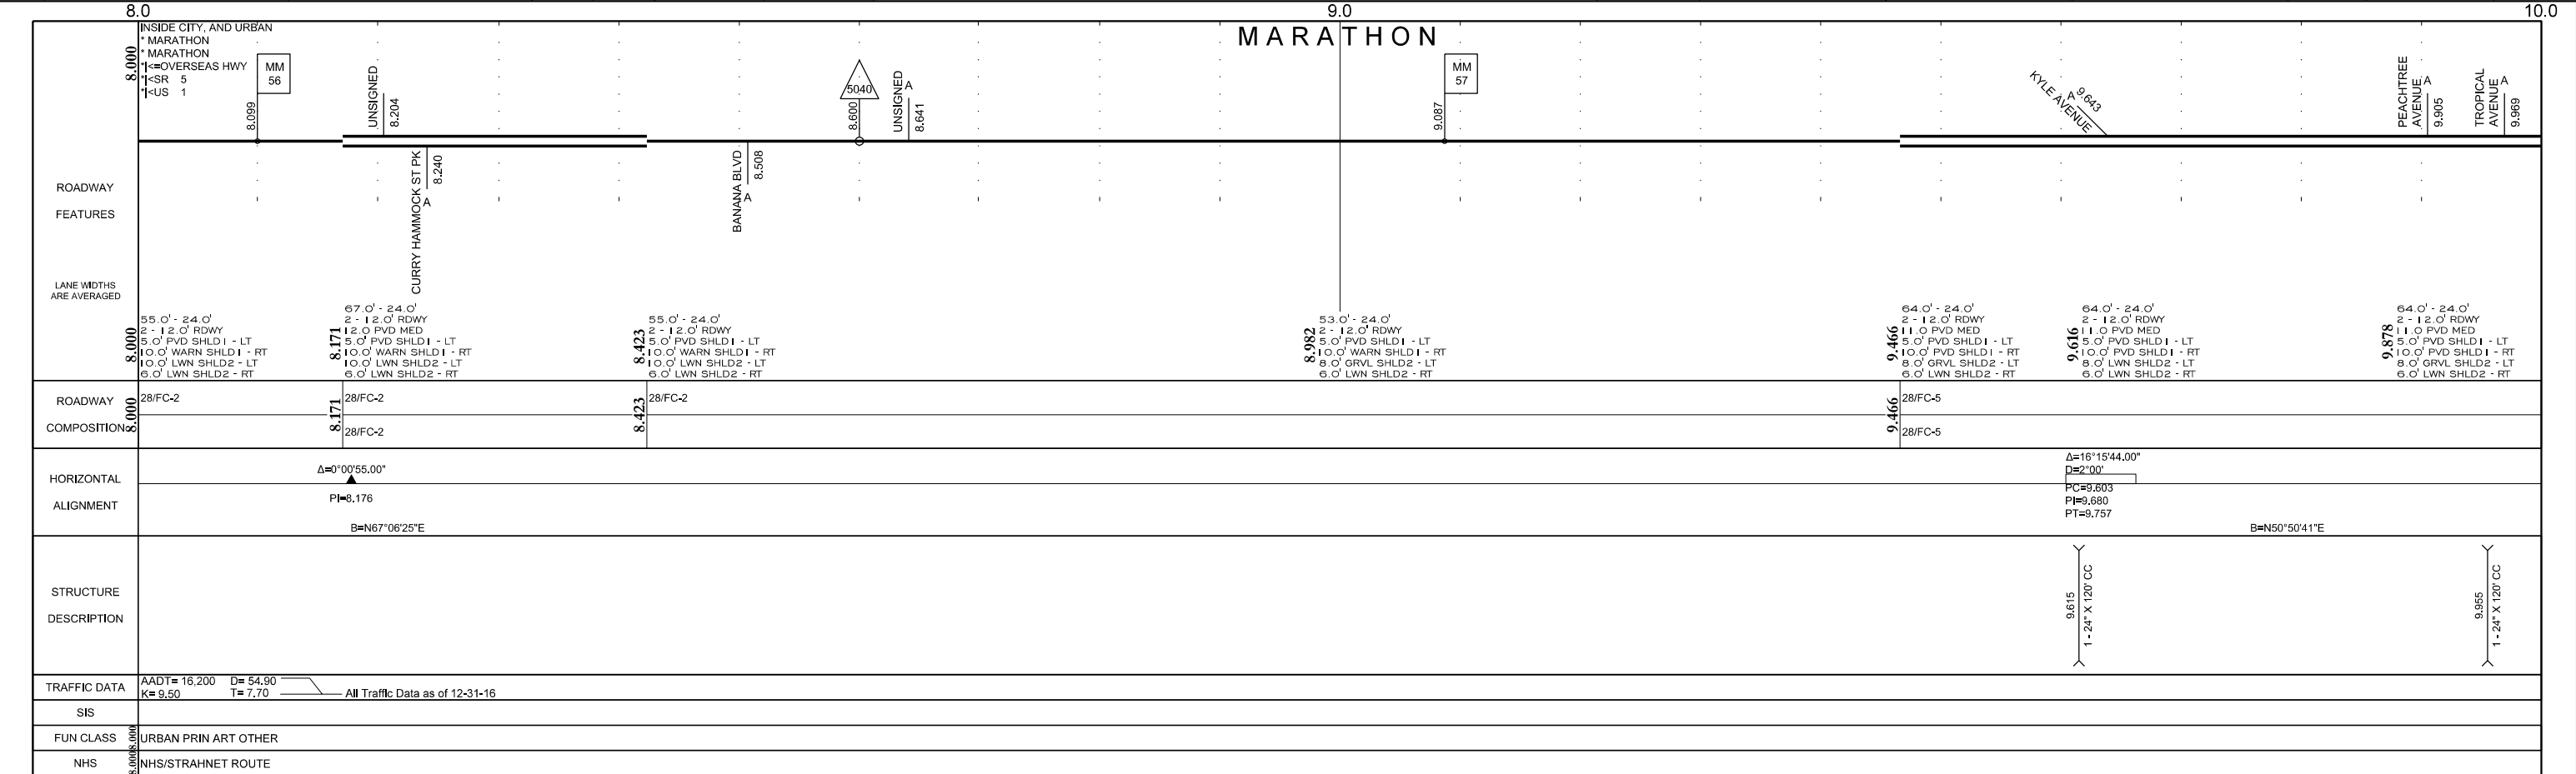 8.0
9.0
10.0
MARATHON
8.000
INSIDE CITY, AND URBAN
* MARATHON
* MARATHON
*|<=OVERSEAS HWY
*|<SR 5
*|<US 1
MM
56
8.099
UNSIGNED
8.204
CURRY HAMMOCK ST PK
A
8.240
BANANA BLVD
A
8.508
5040
8.600
UNSIGNED
A
8.641
MM
57
9.087
KYLE AVENUE
A
9.643
PEACHTREE
AVENUE
A
9.905
TROPICAL
AVENUE
A
9.969
ROADWAY
FEATURES
LANE WIDTHS
ARE AVERAGED
8.000
55.0' - 24.0'
2 - 12.0' RDWY
5.0' PVD SHLD1 - LT
10.0' WARN SHLD1 - RT
10.0' LWN SHLD2 - LT
6.0' LWN SHLD2 - RT
8.171
67.0' - 24.0'
2 - 12.0' RDWY
12.0 PVD MED
5.0' PVD SHLD1 - LT
10.0' WARN SHLD1 - RT
10.0' LWN SHLD2 - LT
6.0' LWN SHLD2 - RT
8.423
55.0' - 24.0'
2 - 12.0' RDWY
5.0' PVD SHLD1 - LT
10.0' WARN SHLD1 - RT
10.0' LWN SHLD2 - LT
6.0' LWN SHLD2 - RT
8.982
53.0' - 24.0'
2 - 12.0' RDWY
5.0' PVD SHLD1 - LT
10.0' WARN SHLD1 - RT
8.0' GRVL SHLD2 - LT
6.0' LWN SHLD2 - RT
9.466
64.0' - 24.0'
2 - 12.0' RDWY
11.0 PVD MED
5.0' PVD SHLD1 - LT
10.0' PVD SHLD1 - RT
8.0' GRVL SHLD2 - LT
6.0' LWN SHLD2 - RT
9.616
64.0' - 24.0'
2 - 12.0' RDWY
11.0 PVD MED
5.0' PVD SHLD1 - LT
10.0' PVD SHLD1 - RT
8.0' LWN SHLD2 - LT
6.0' LWN SHLD2 - RT
9.878
64.0' - 24.0'
2 - 12.0' RDWY
11.0 PVD MED
5.0' PVD SHLD1 - LT
10.0' PVD SHLD1 - RT
8.0' GRVL SHLD2 - LT
6.0' LWN SHLD2 - RT
ROADWAY
COMPOSITION
8.000
28/FC-2
8.171
28/FC-2
28/FC-2
8.423
28/FC-2
9.466
28/FC-5
28/FC-5
HORIZONTAL
ALIGNMENT
Δ=0°00'55.00"
PI=8.176
B=N67°06'25"E
Δ=16°15'44.00"
D=2°00'
PC=9.603
PI=9.680
PT=9.757
B=N50°50'41"E
STRUCTURE
DESCRIPTION
9.615
1 - 24" X 120' CC
9.955
1 - 24" X 120' CC
TRAFFIC DATA
AADT= 16,200 D= 54.90
K= 9.50 T= 7.70
All Traffic Data as of 12-31-16
SIS
FUN CLASS
8.000
URBAN PRIN ART OTHER
NHS
8.000
NHS/STRAHNET ROUTE